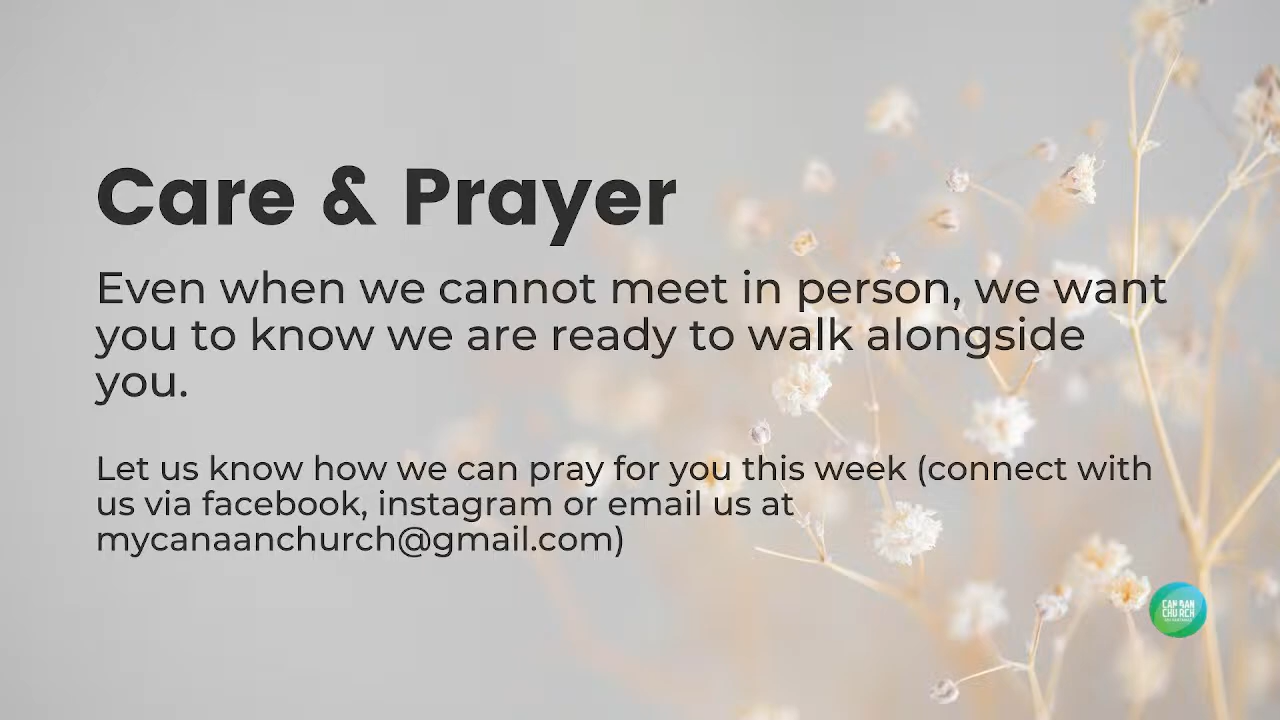 Care & Prayer
Even when we cannot meet in person, we want
you to know we are ready to walk alongside
you.
Let us know how we can pray for you this week (connect with
us via facebook, instagram or email us at
mycanaanchurch@gmail.com)
CANAAN
CHURCH